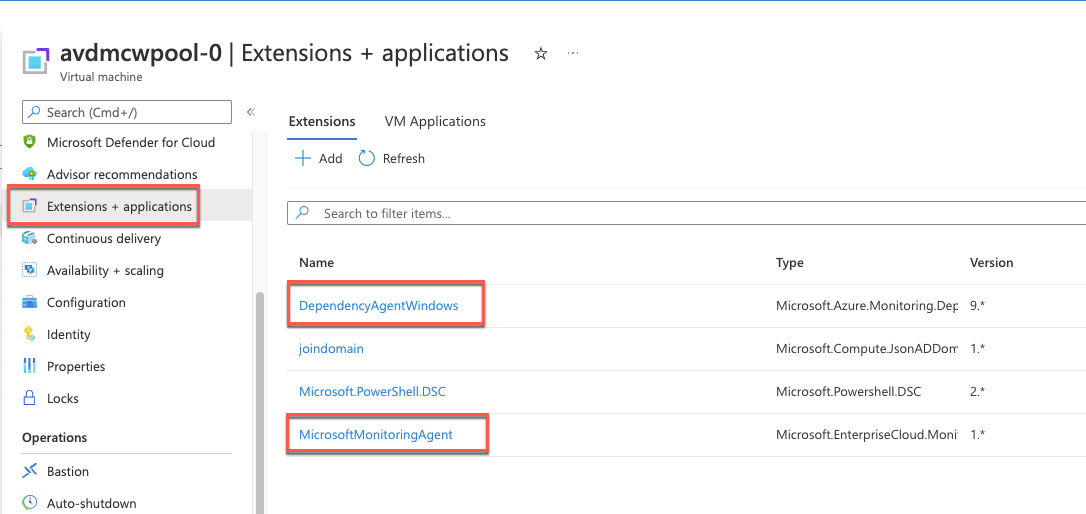 avdmcwpool-0 | Extensions + applications ☆ ...
Virtual machine
Search (Cmd+/) «
Microsoft Defender for Cloud
Advisor recommendations
Extensions + applications
Continuous delivery
Availability + scaling
Configuration
Identity
Properties
Locks
Operations
Bastion
Auto-shutdown
Extensions VM Applications
Add Refresh
Search to filter items...
Name Type Version
DependencyAgentWindows Microsoft.Azure.Monitoring.Dep 9.*
joindomain Microsoft.Compute.JsonADDom 1.*
Microsoft.PowerShell.DSC Microsoft.Powershell.DSC 2.*
MicrosoftMonitoringAgent Microsoft.EnterpriseCloud.Moni 1.*